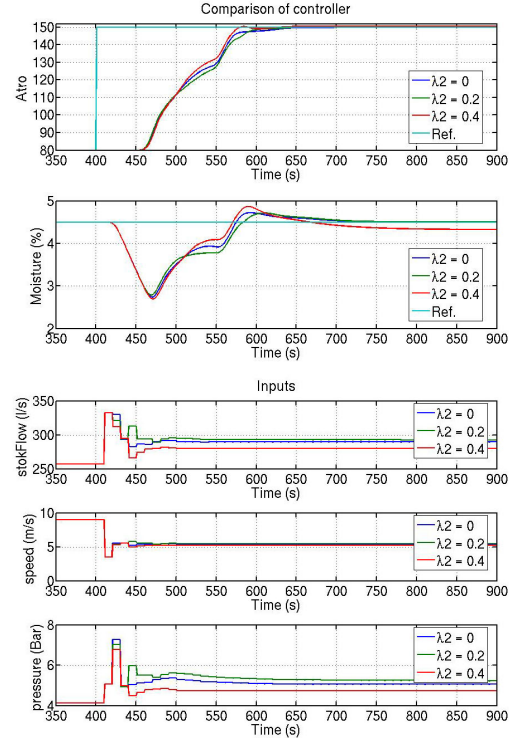 Comparison of controller
150
140
130
120
110
100
90
80
Atro
λ2 = 0
λ2 = 0.2
λ2 = 0.4
Ref.
350 400 450 500 550 600 650 700 750 800 850 900
Time (s)
5
4
3
2
Moisture (%)
λ2 = 0
λ2 = 0.2
λ2 = 0.4
Ref.
350 400 450 500 550 600 650 700 750 800 850 900
Time (s)
Inputs
350
300
250
stokFlow (l/s)
λ2 = 0
λ2 = 0.2
λ2 = 0.4
350 400 450 500 550 600 650 700 750 800 850 900
Time (s)
10
5
0
speed (m/s)
λ2 = 0
λ2 = 0.2
λ2 = 0.4
350 400 450 500 550 600 650 700 750 800 850 900
Time (s)
8
6
4
pressure (Bar)
λ2 = 0
λ2 = 0.2
λ2 = 0.4
350 400 450 500 550 600 650 700 750 800 850 900
Time (s)